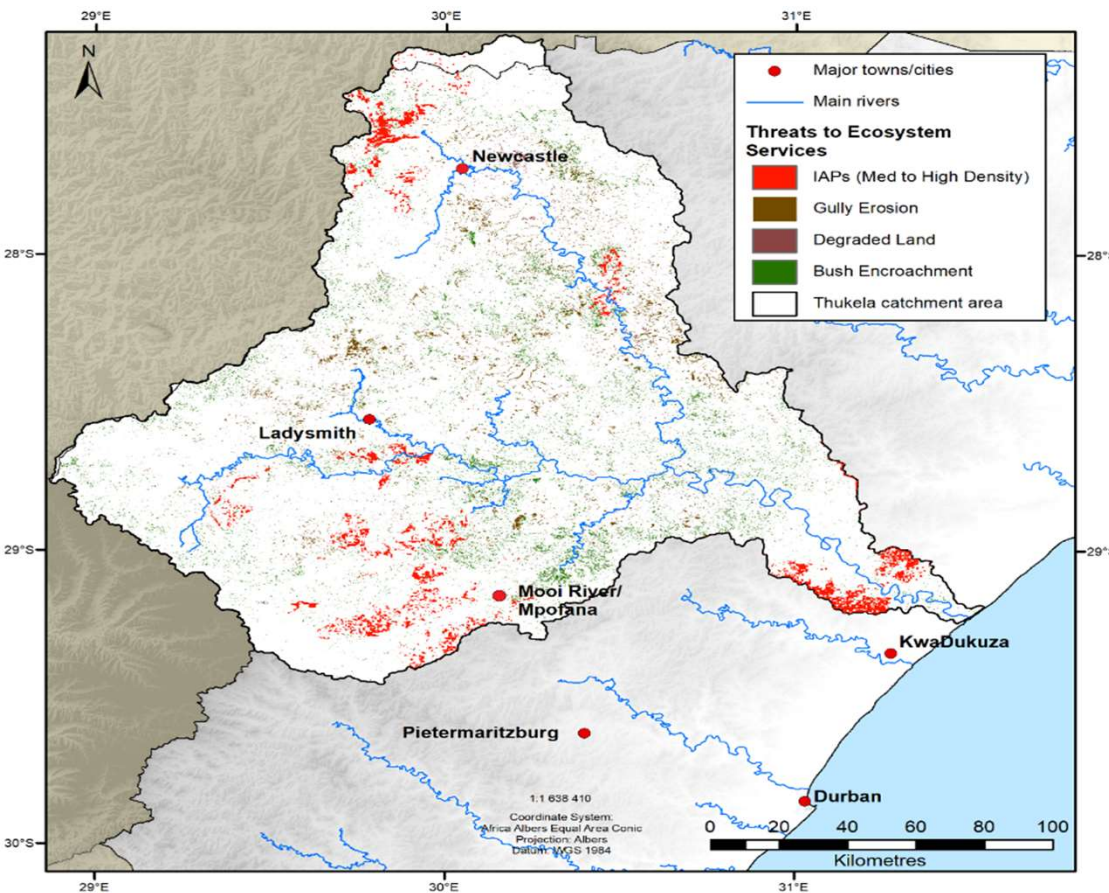 29°E
30°E
31°E
N
Major towns/cities
Main rivers
Threats to Ecosystem
Services
IAPs (Med to High Density)
Gully Erosion
Degraded Land
Bush Encroachment
Thukela catchment area
Newcastle
28°S
28°S
Ladysmith
29°S
29°S
Mooi River/
Mpofana
KwaDukuza
Pietermaritzburg
Durban
1:1 638 410
Coordinate System:
Africa Albers Equal Area Conic
Projection: Albers
Datum: WGS 1984
0 20 40 60 80 100
Kilometres
30°S
29°E
30°E
31°E